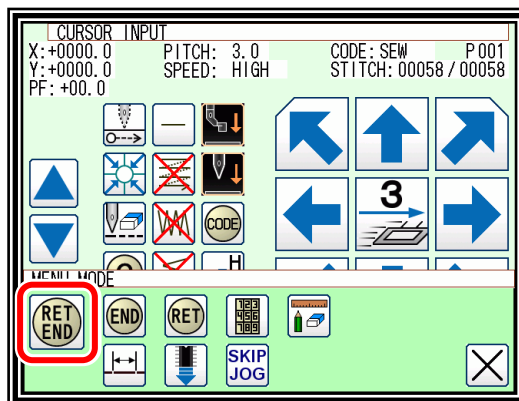 CURSOR INPUT
X:+0000.0 PITCH: 3.0 CODE:SEW P001
Y:+0000.0 SPEED: HIGH STITCH:00058/00058
PF:+00.0
3
CODE
H
MENU MODE
RET END
END
RET
123
456
789
SKIP JOG